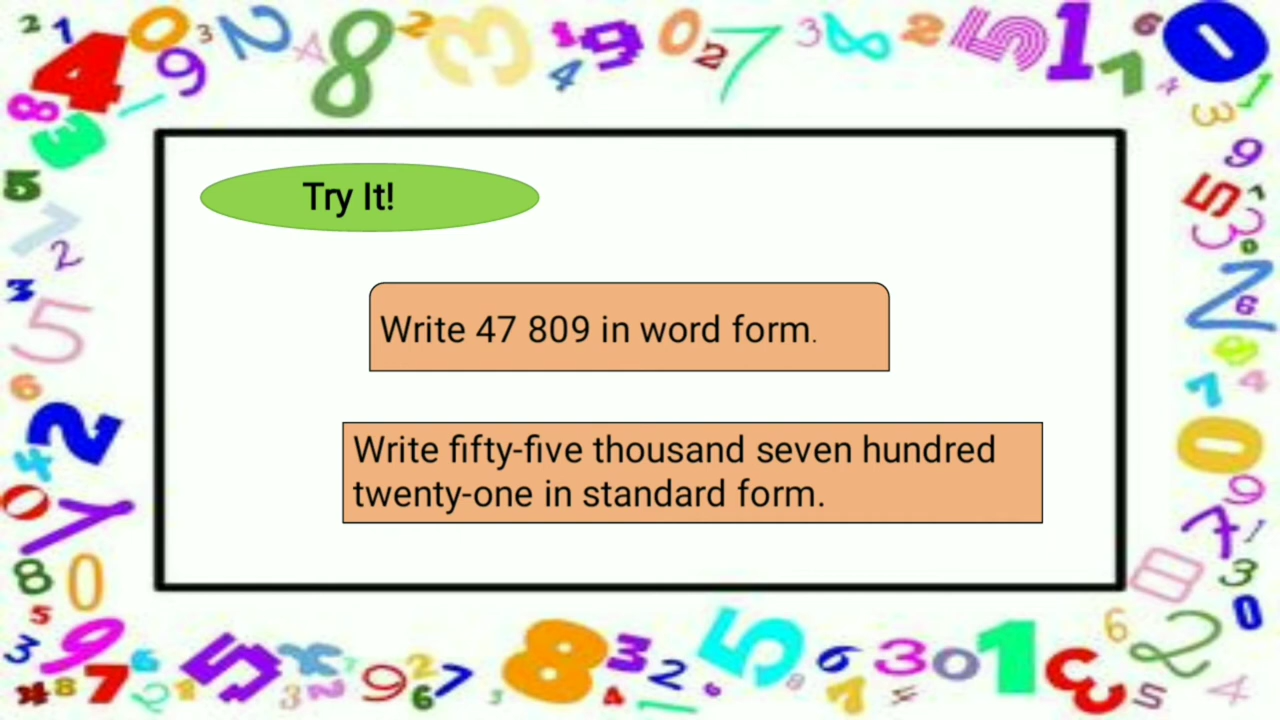 Try It!
Write 47 809 in word form.
Write fifty-five thousand seven hundred
twenty-one in standard form.